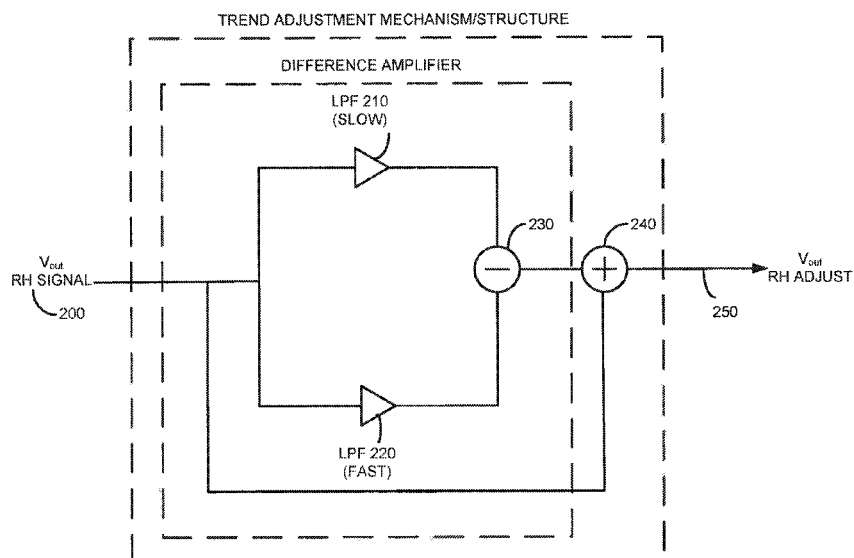 TREND ADJUSTMENT MECHANISM/STRUCTURE
DIFFERENCE AMPLIFIER
LPF 210
(SLOW)
230
240
Vout
RH SIGNAL
200
Vout
RH ADJUST
250
LPF 220
(FAST)